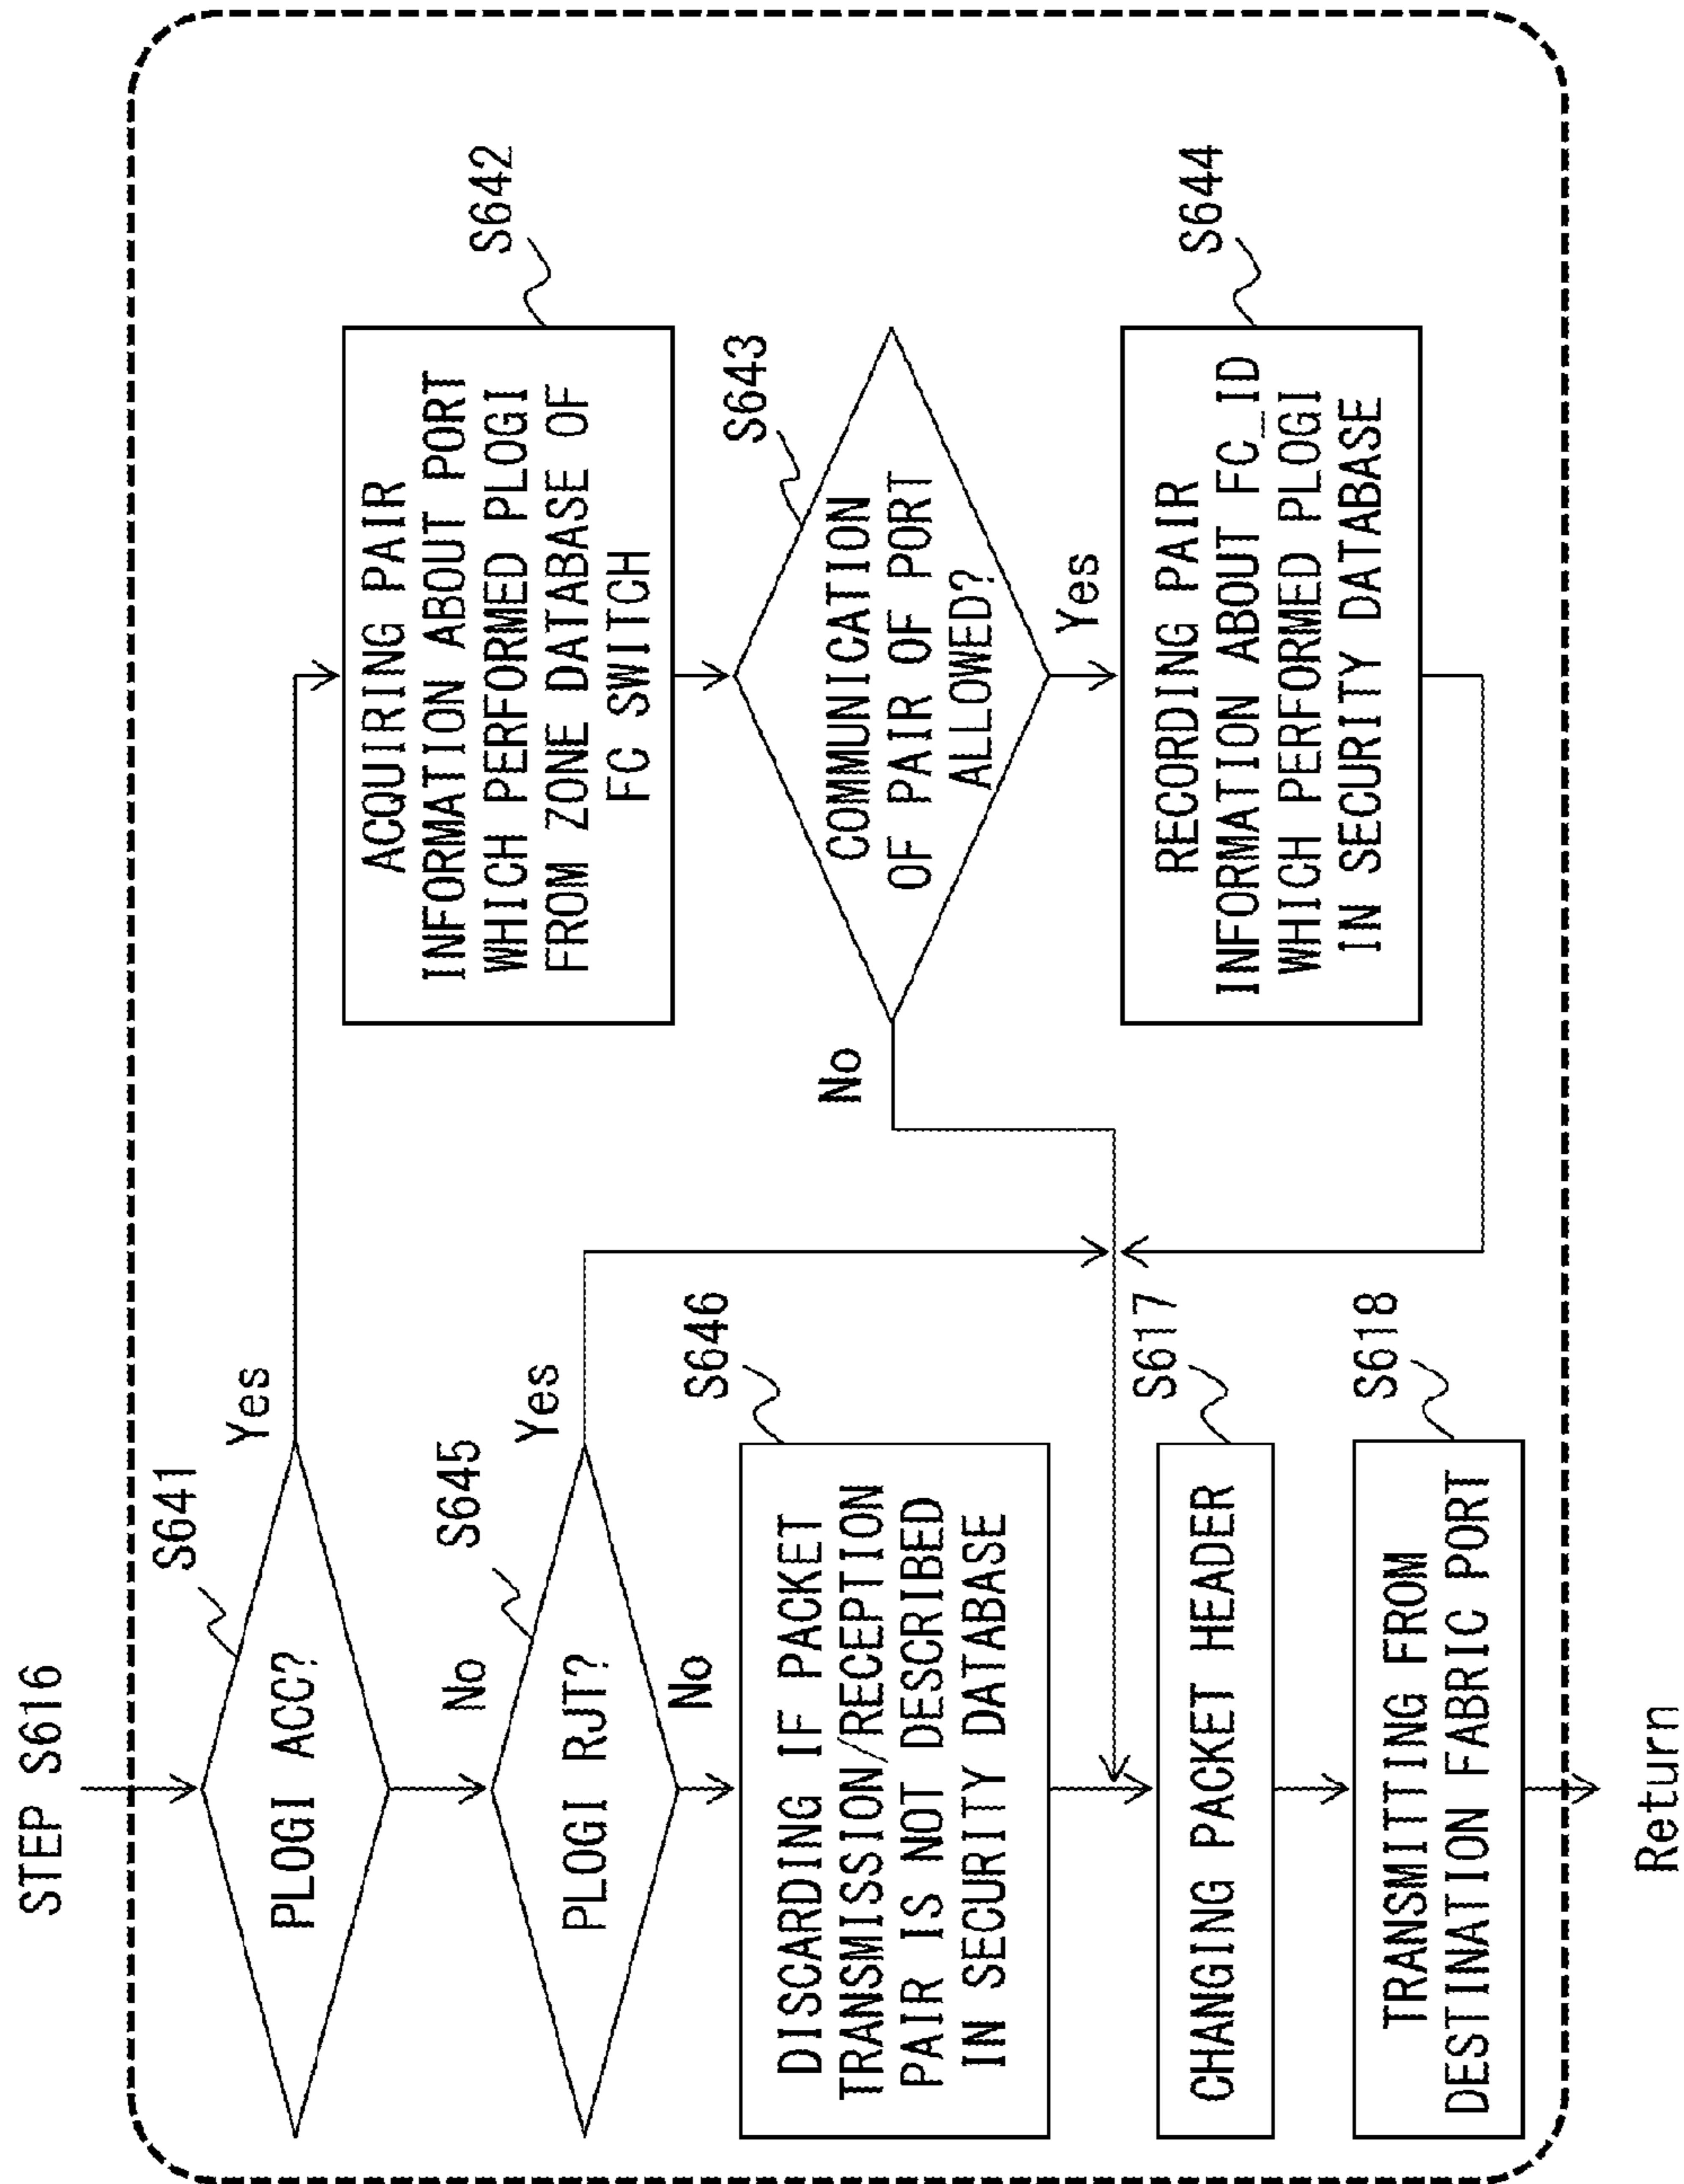 STEP S616
S641
PLOGI ACC?
Yes
No
S642
ACQUIRING PAIR
INFORMATION ABOUT PORT
WHICH PERFORMED PLOGI
FROM ZONE DATABASE OF
FC SWITCH
S645
PLOGI RJT?
Yes
No
S643
COMMUNICATION
OF PAIR OF PORT
ALLOWED?
No
Yes
S646
DISCARDING IF PACKET
TRANSMISSION/RECEPTION
PAIR IS NOT DESCRIBED
IN SECURITY DATABASE
S644
RECORDING PAIR
INFORMATION ABOUT FC_ID
WHICH PERFORMED PLOGI
IN SECURITY DATABASE
S617
CHANGING PACKET HEADER
S618
TRANSMITTING FROM
DESTINATION FABRIC PORT
Return